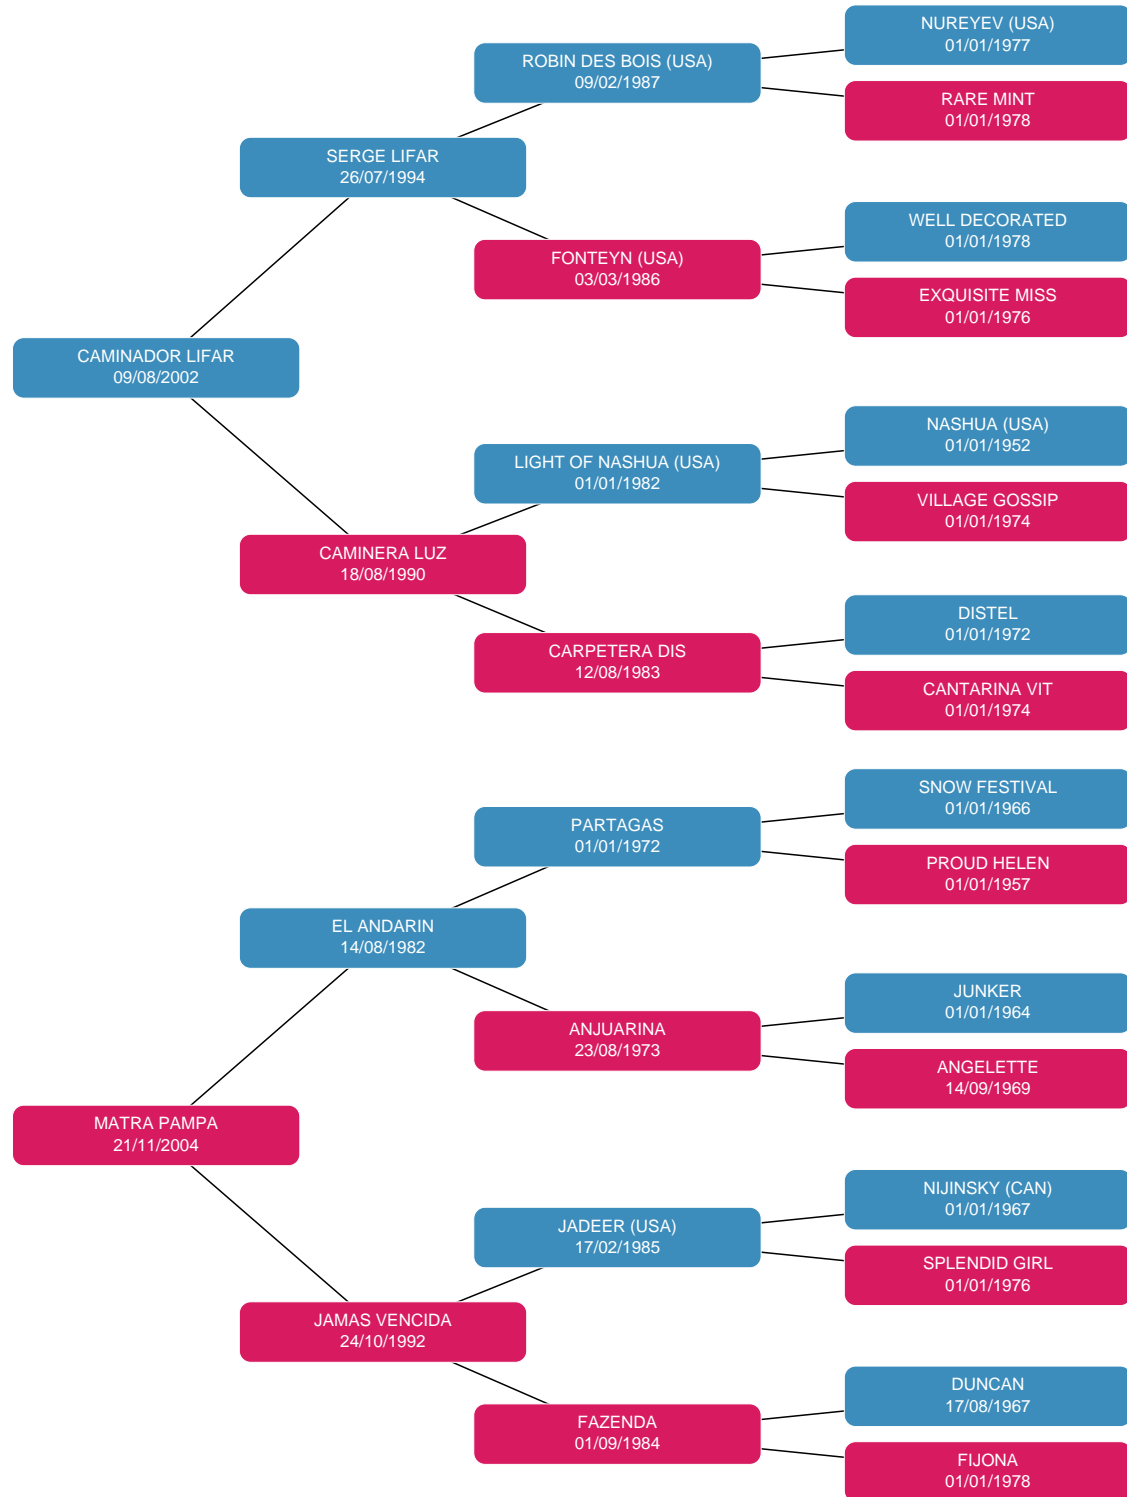 NUREYEV (USA)
01/01/1977
ROBIN DES BOIS (USA)
09/02/1987
RARE MINT
01/01/1978
SERGE LIFAR
26/07/1994
WELL DECORATED
01/01/1978
FONTEYN (USA)
03/03/1986
EXQUISITE MISS
01/01/1976
CAMINADOR LIFAR
09/08/2002
NASHUA (USA)
01/01/1952
LIGHT OF NASHUA (USA)
01/01/1982
VILLAGE GOSSIP
01/01/1974
CAMINERA LUZ
18/08/1990
DISTEL
01/01/1972
CARPETERA DIS
12/08/1983
CANTARINA VIT
01/01/1974
SNOW FESTIVAL
01/01/1966
PARTAGAS
01/01/1972
PROUD HELEN
01/01/1957
EL ANDARIN
14/08/1982
JUNKER
01/01/1964
ANJUARINA
23/08/1973
ANGELETTE
14/09/1969
MATRA PAMPA
21/11/2004
NIJINSKY (CAN)
01/01/1967
JADEER (USA)
17/02/1985
SPLENDID GIRL
01/01/1976
JAMAS VENCIDA
24/10/1992
DUNCAN
17/08/1967
FAZENDA
01/09/1984
FIJONA
01/01/1978